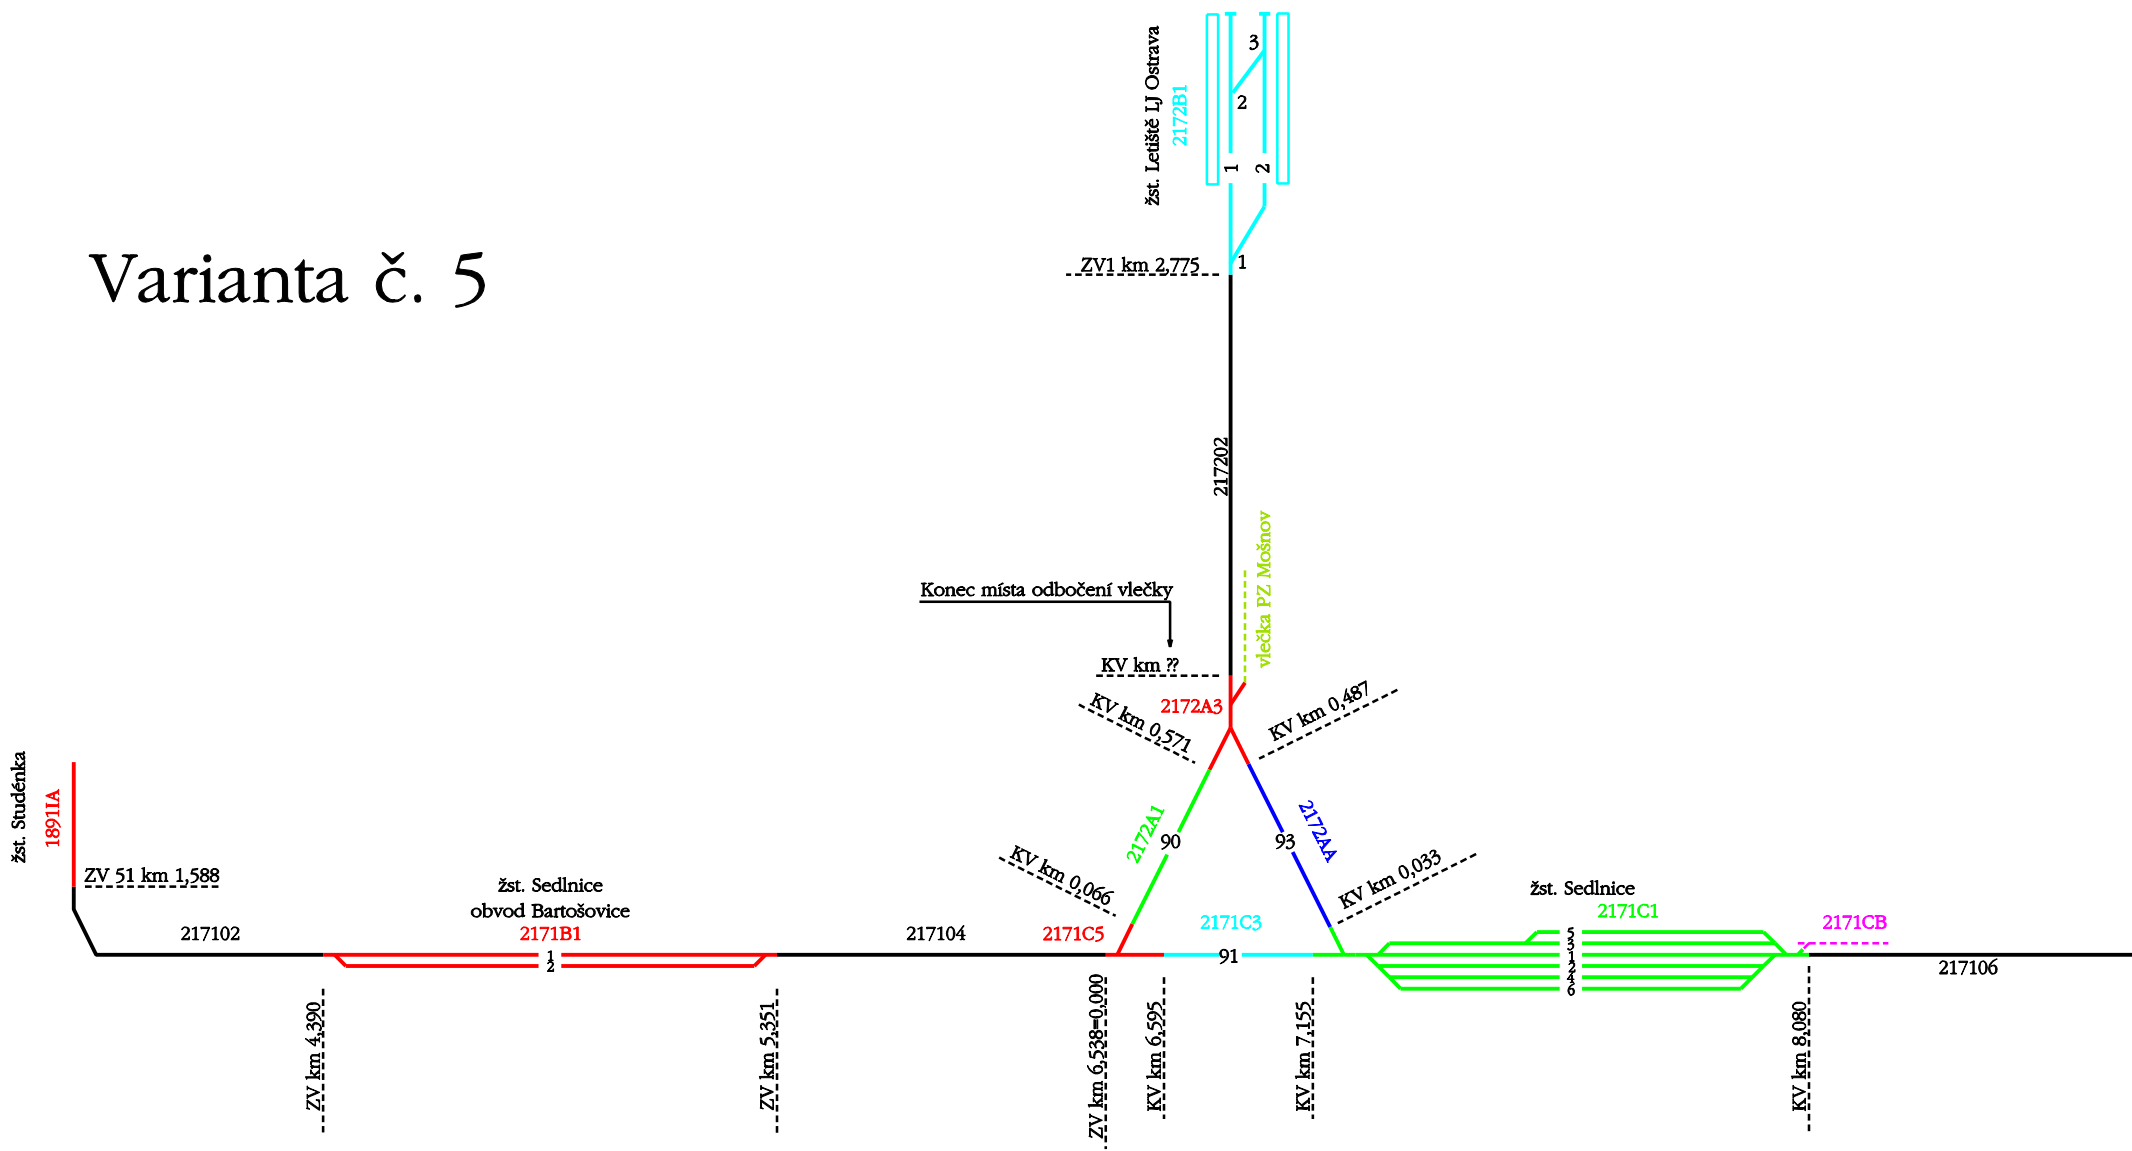 Varianta č. 5
žst. Letiště LJ Ostrava
2172B1
3
2
1
2
1
ZV1 km 2,775
217202
vlečka PZ Mošnov
Konec místa odbočení vlečky
KV km ??
2172A3
KV km 0,571
KV km 0,487
žst. Studénka
1891IA
ZV 51 km 1,588
2172A1
90
93
2172AA
KV km 0,066
KV km 0,033
217102
žst. Sedlnice
obvod Bartošovice
2171B1
1
2
217104
2171C5
2171C3
91
žst. Sedlnice
2171C1
5
3
1
2
4
6
2171CB
217106
ZV km 4,390
ZV km 5,351
ZV km 6,538=0,000
KV km 6,595
KV km 7,155
KV km 8,080